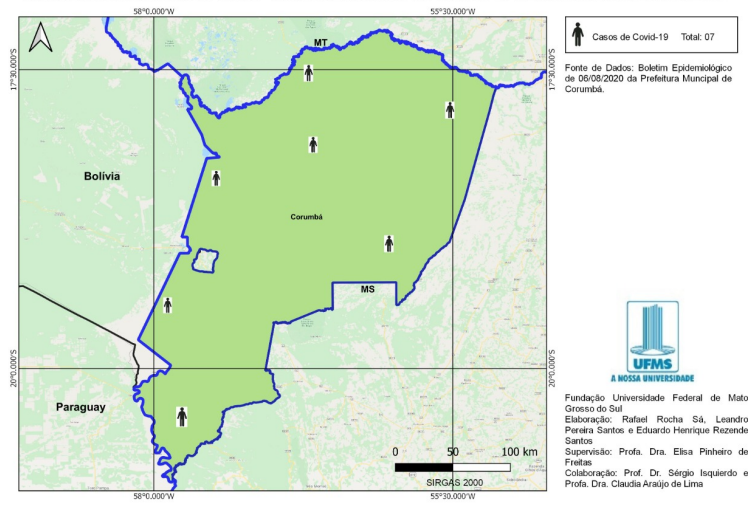 58°0.000'W
55°30.000'W
MT
17°30.000'S
17°30.000'S
Bolívia
Corumbá
MS
20°0.000'S
20°0.000'S
Paraguay
0 50 100 km
SIRGAS 2000
58°0.000'W
55°30.000'W
Casos de Covid-19 Total: 07
Fonte de Dados: Boletim Epidemiológico
de 06/08/2020 da Prefeitura Muncipal de
Corumbá.
UFMS
A NOSSA UNIVERSIDADE
Fundação Universidade Federal de Mato
Grosso do Sul
Elaboração: Rafael Rocha Sá, Leandro
Pereira Santos e Eduardo Henrique Rezende
Santos
Supervisão: Profa. Dra. Elisa Pinheiro de
Freitas
Colaboração: Prof. Dr. Sérgio Isquierdo e
Profa. Dra. Claudia Araújo de Lima